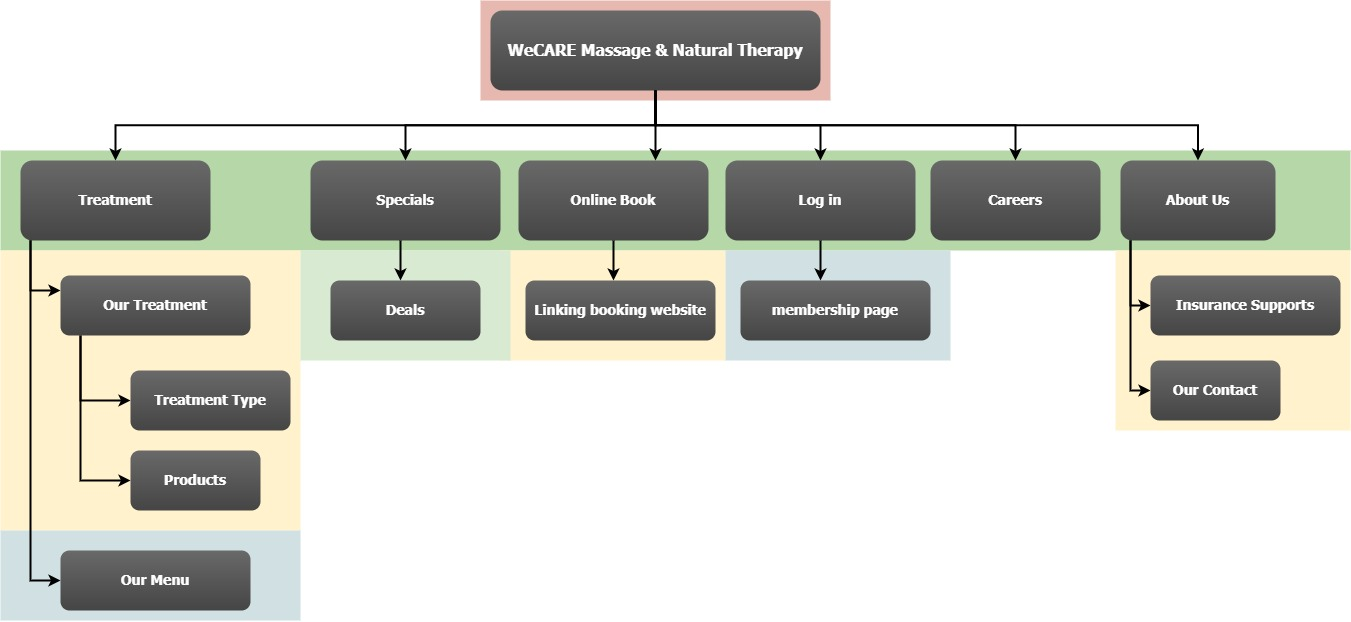 WeCARE Massage & Natural Therapy
Treatment
Specials
Online Book
Log in
Careers
About Us
Our Treatment
Deals
Linking booking website
membership page
Insurance Supports
Treatment Type
Our Contact
Products
Our Menu